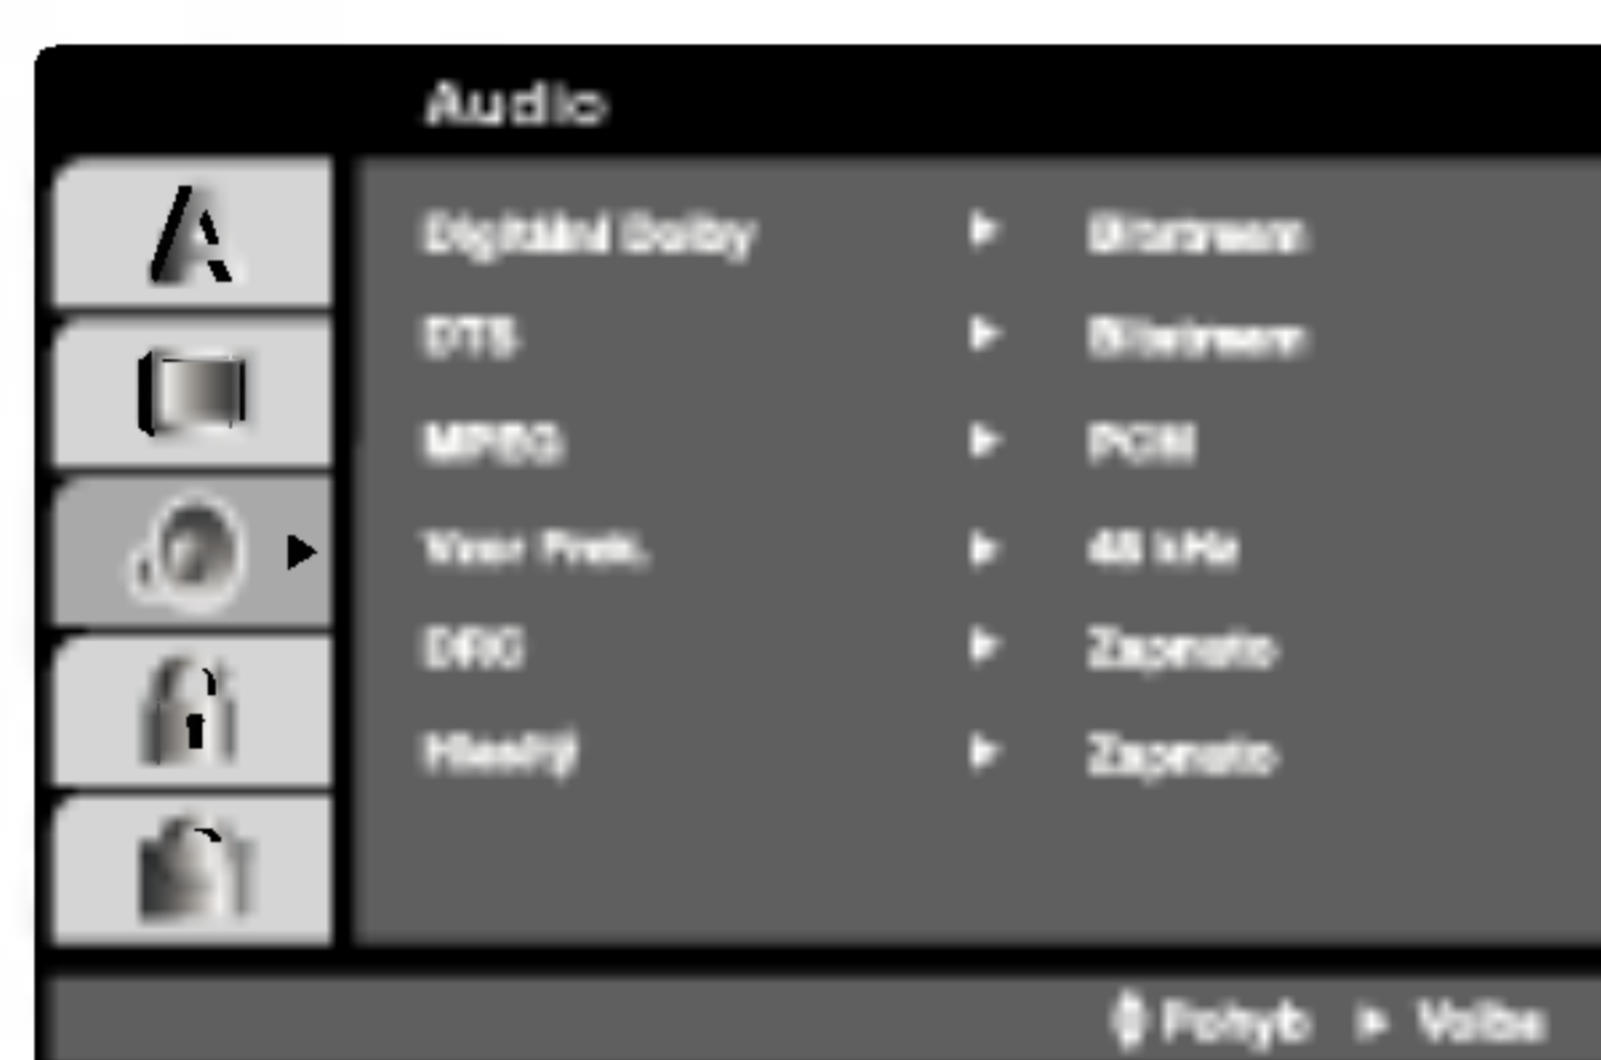 Audio
Digitální Dolby Bitstream
DTS Bitstream
MPEG PCM
Vzor Frek. 48 kHz
DRC Zapnuto
Hlasitý Zapnuto
Pohyb Volba